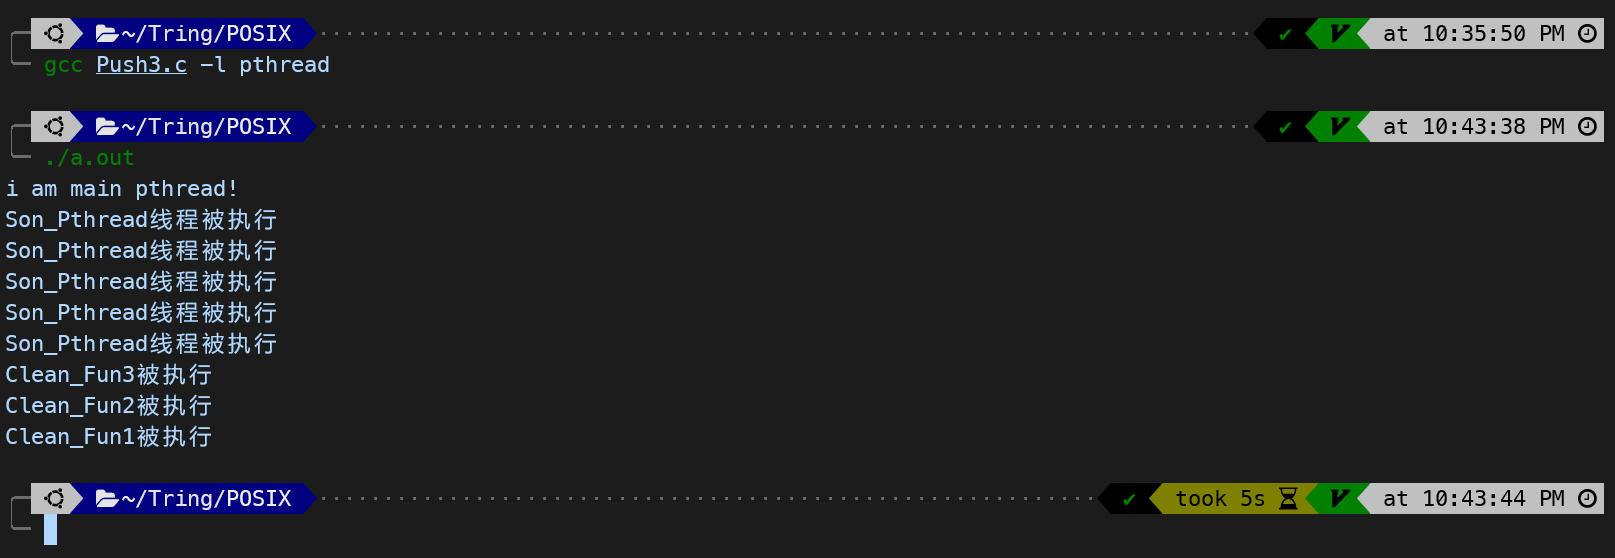 ~/Tring/POSIX ✔ V at 10:35:50 PM
gcc Push3.c -l pthread
~/Tring/POSIX ✔ V at 10:43:38 PM
./a.out
i am main pthread!
Son_Pthread线程被执行
Son_Pthread线程被执行
Son_Pthread线程被执行
Son_Pthread线程被执行
Son_Pthread线程被执行
Clean_Fun3被执行
Clean_Fun2被执行
Clean_Fun1被执行
~/Tring/POSIX ✔ took 5s V at 10:43:44 PM